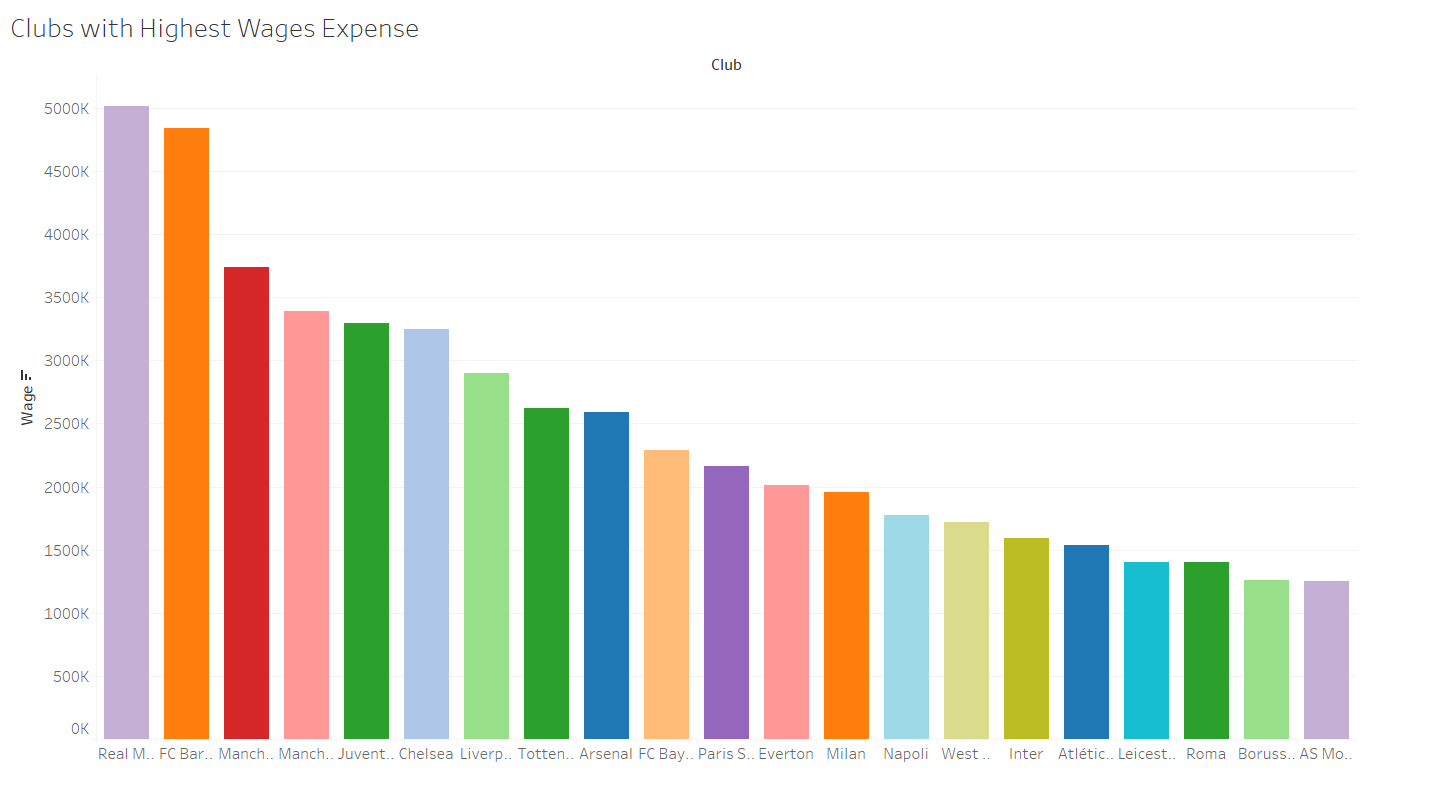 Clubs with Highest Wages Expense
Club
5000K
4500K
4000K
3500K
3000K
2500K
2000K
1500K
1000K
500K
0K
Wage
Real M.. FC Bar.. Manch.. Manch.. Juvent.. Chelsea Liverp.. Totten.. Arsenal FC Bay.. Paris S.. Everton Milan Napoli West .. Inter Atlétic.. Leicest.. Roma Boruss.. AS Mo..